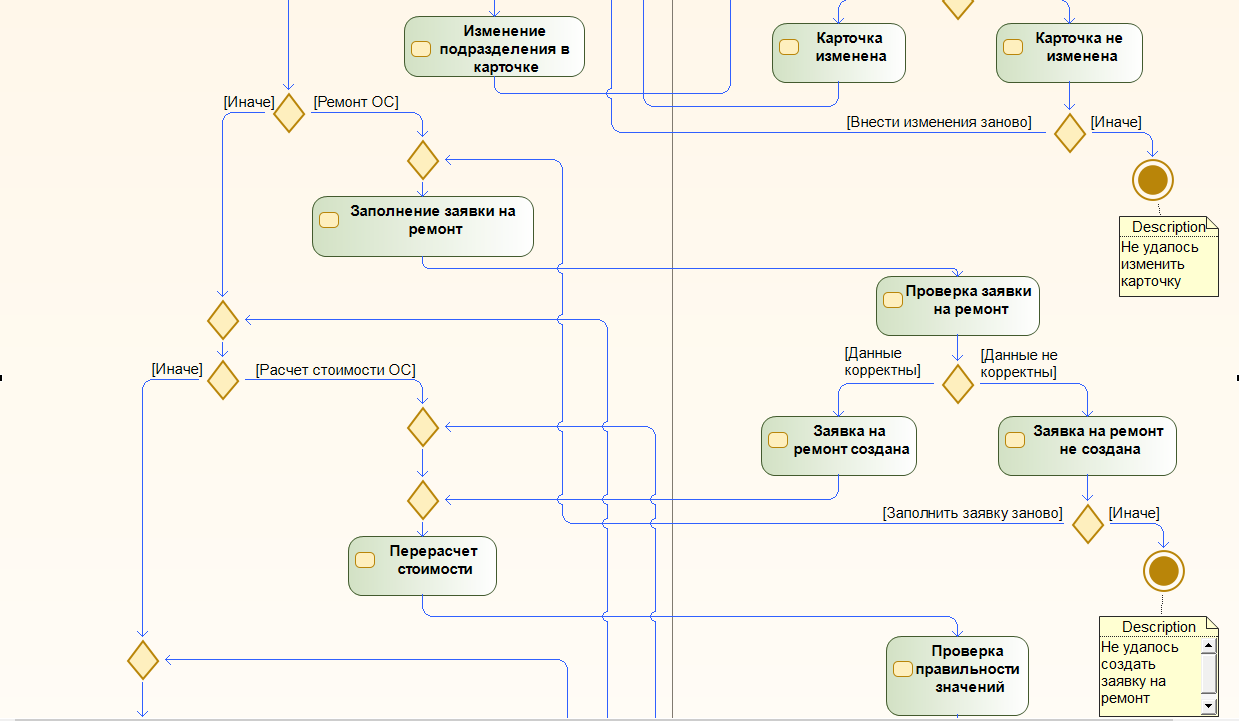 Изменение
подразделения в
карточке
Карточка
изменена
Карточка не
изменена
[Иначе]
[Ремонт ОС]
[Внести изменения заново]
[Иначе]
Заполнение заявки на
ремонт
Description
Не удалось
изменить
карточку
Проверка заявки
на ремонт
[Иначе]
[Расчет стоимости ОС]
[Данные
корректны]
[Данные не
корректны]
Заявка на
ремонт создана
Заявка на ремонт
не создана
[Заполнить заявку заново]
[Иначе]
Перерасчет
стоимости
Description
Не удалось
создать
заявку на
ремонт
Проверка
правильности
значений